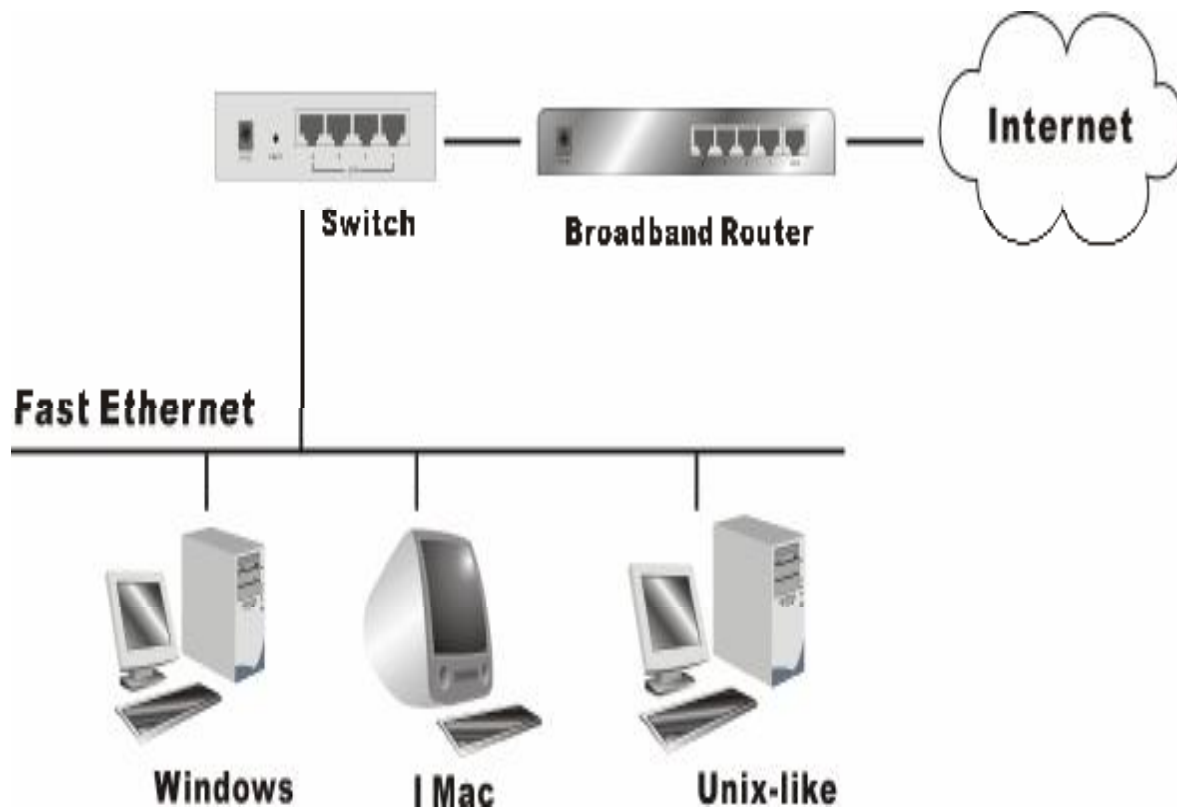 Internet
Switch
Broadband Router
Fast Ethernet
Windows
I Mac
Unix-like